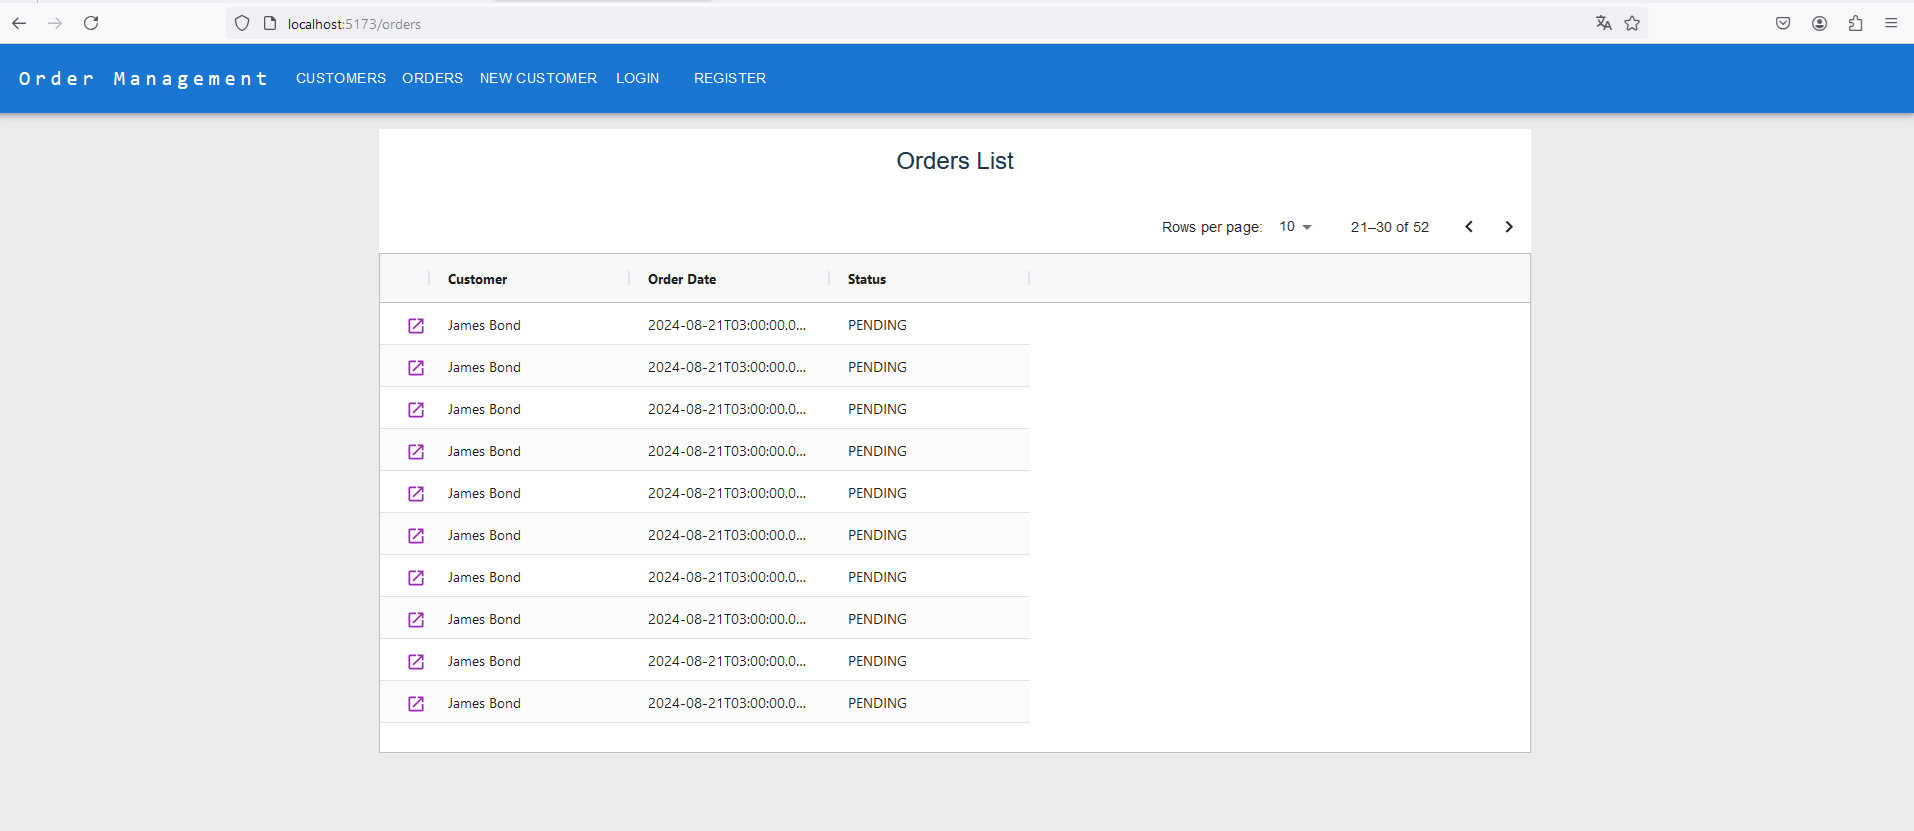 localhost:5173/orders
Order Management CUSTOMERS ORDERS NEW CUSTOMER LOGIN REGISTER
Orders List
Rows per page: 10 21–30 of 52
Customer Order Date Status
James Bond 2024-08-21T03:00:00.0... PENDING
James Bond 2024-08-21T03:00:00.0... PENDING
James Bond 2024-08-21T03:00:00.0... PENDING
James Bond 2024-08-21T03:00:00.0... PENDING
James Bond 2024-08-21T03:00:00.0... PENDING
James Bond 2024-08-21T03:00:00.0... PENDING
James Bond 2024-08-21T03:00:00.0... PENDING
James Bond 2024-08-21T03:00:00.0... PENDING
James Bond 2024-08-21T03:00:00.0... PENDING
James Bond 2024-08-21T03:00:00.0... PENDING